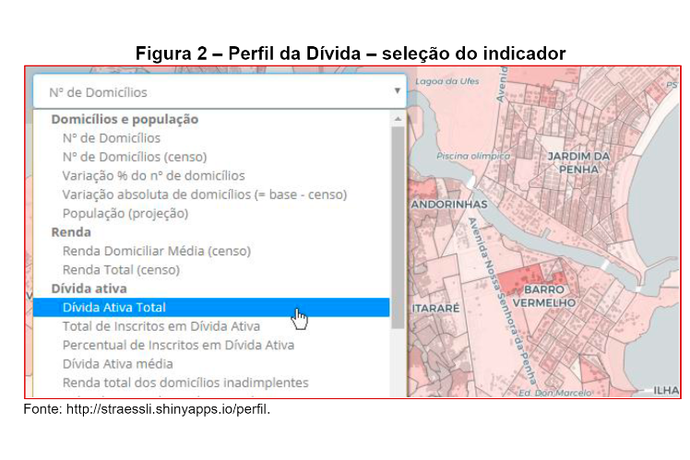 Figura 2 – Perfil da Dívida – seleção do indicador
Nº de Domicílios
Domicílios e população
Nº de Domicílios
Nº de Domicílios (censo)
Variação % do nº de domicílios
Variação absoluta de domicílios (= base - censo)
População (projeção)
Renda
Renda Domiciliar Média (censo)
Renda Total (censo)
Dívida ativa
Dívida Ativa Total
Total de Inscritos em Dívida Ativa
Percentual de Inscritos em Dívida Ativa
Dívida Ativa média
Renda total dos domicílios inadimplentes
Lagoa da Ufes
Avenid
PS
Piscina olímpica
JARDIM DA
PENHA
ANDORINHAS
Avenida Nossa Senhora da Penha
BARRO
VERMELHO
ITARARÉ
Ed. Don Marcelo
ILHA
Fonte: http://straessli.shinyapps.io/perfil.